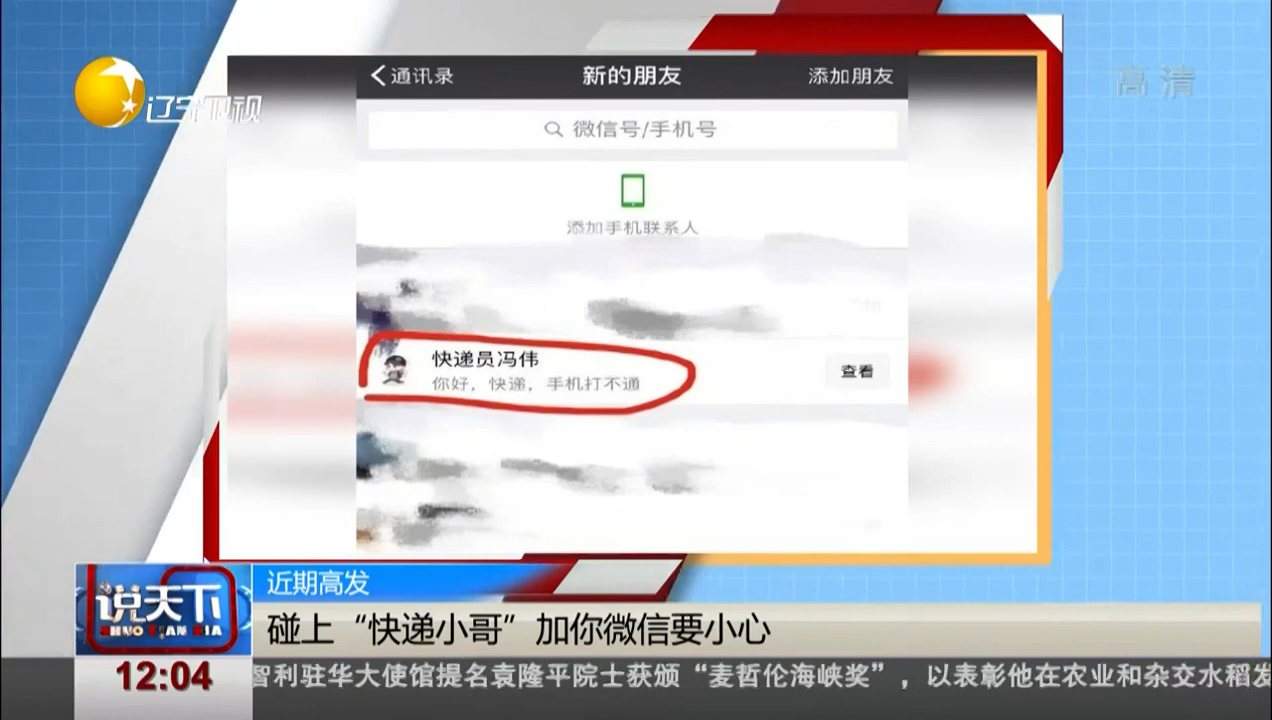 辽宁卫视
高清
通讯录
新的朋友
添加朋友
微信号/手机号
添加手机联系人
快递员冯伟
你好，快递，手机打不通
查看
近期高发
说天下
SHUO TIAN XIA
碰上“快递小哥”加你微信要小心
12:04
智利驻华大使馆提名袁隆平院士获颁“麦哲伦海峡奖”，以表彰他在农业和杂交水稻发